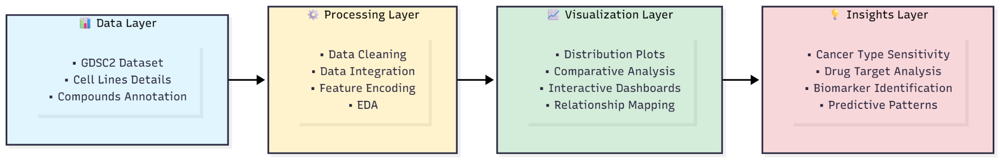 📊 Data Layer
▪ GDSC2 Dataset
▪ Cell Lines Details
▪ Compounds Annotation
⚙️ Processing Layer
▪ Data Cleaning
▪ Data Integration
▪ Feature Encoding
▪ EDA
📈 Visualization Layer
▪ Distribution Plots
▪ Comparative Analysis
▪ Interactive Dashboards
▪ Relationship Mapping
💡 Insights Layer
▪ Cancer Type Sensitivity
▪ Drug Target Analysis
▪ Biomarker Identification
▪ Predictive Patterns